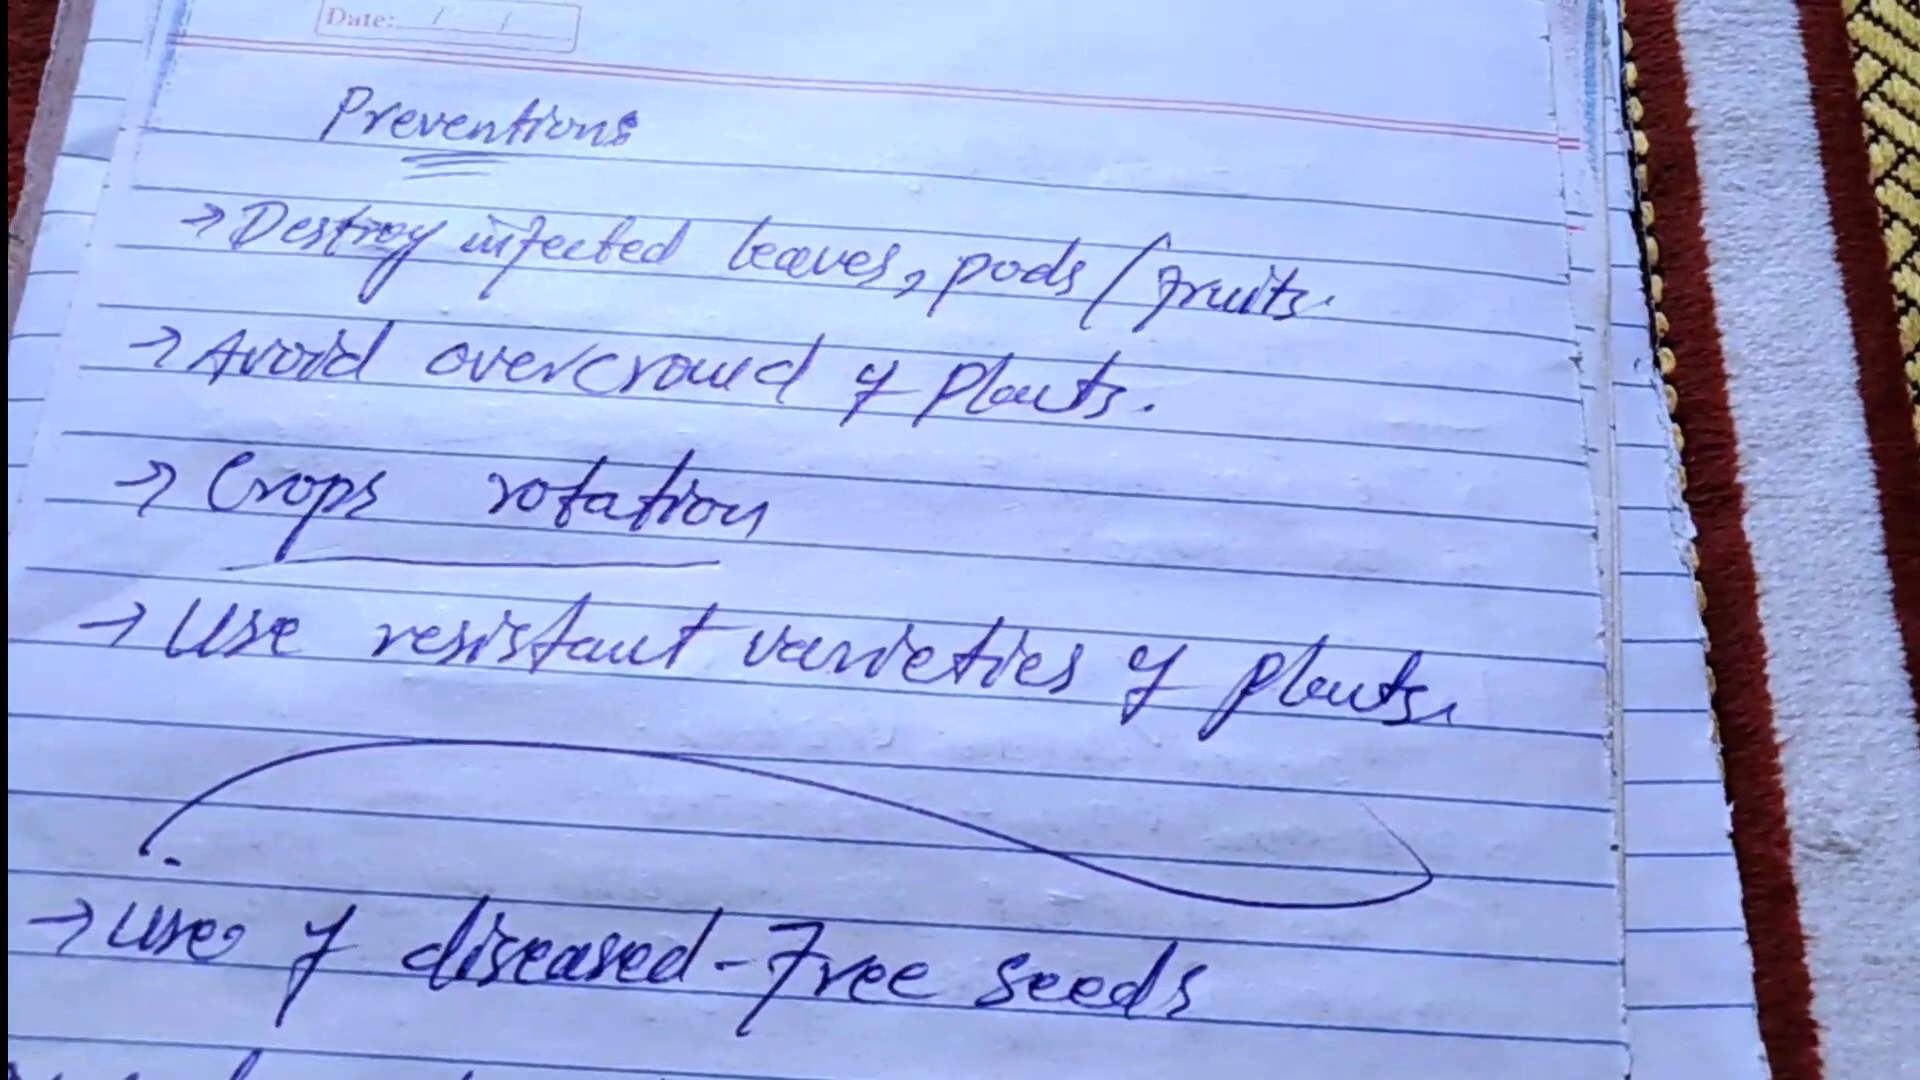 Date: / /
Preventions
→ Destroy infected leaves, pods / fruits.
→ Avoid overcrowd of plants.
→ Crops rotation
→ Use resistant varieties of plants.
→ Use of diseased-free seeds